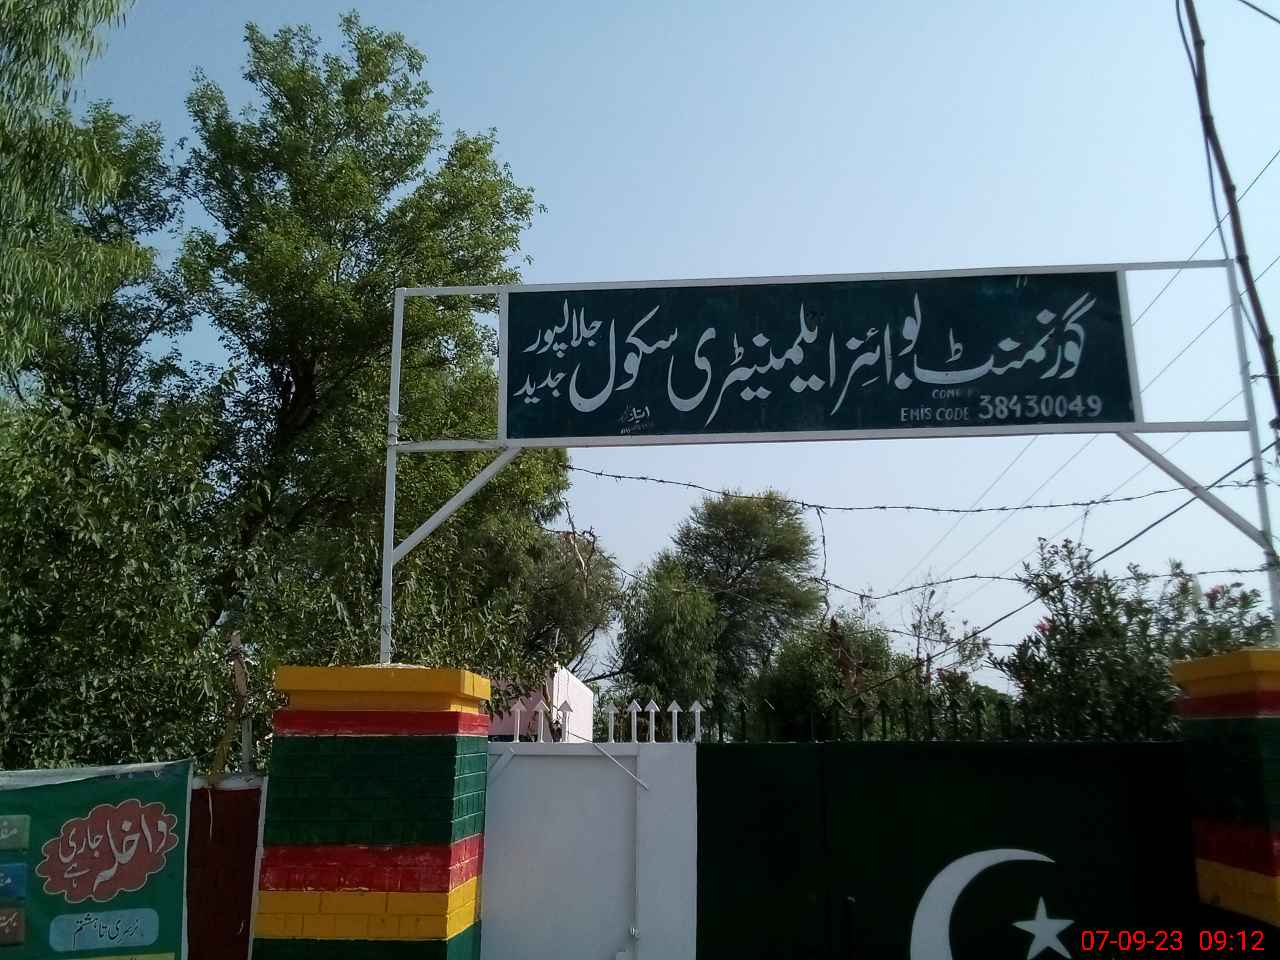 گورنمنٹ بوائز ایلیمینیٹری سکول جلالپور
جدید
EMIS CODE 38430049
داخلہ جاری
ہے
نرسری تا ہشتم
07-09-23 09:12